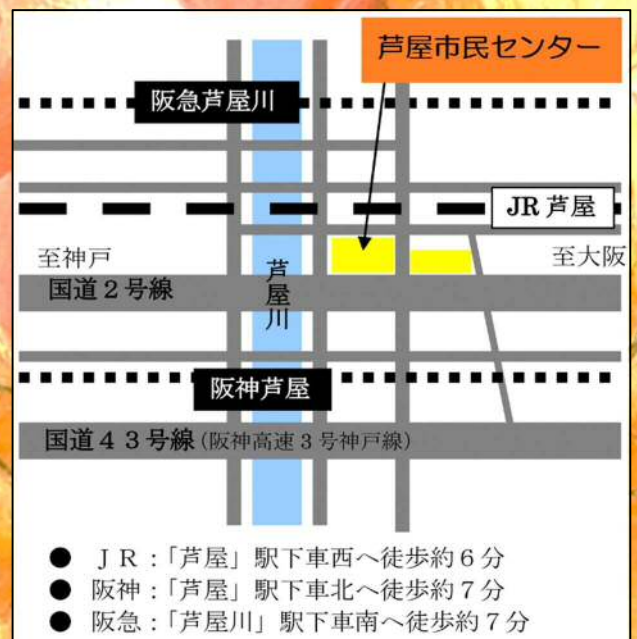 芦屋市民センター
阪急芦屋川
JR 芦屋
至神戸
至大阪
芦屋川
国道２号線
阪神芦屋
国道４３号線(阪神高速３号神戸線)
● ＪＲ：「芦屋」駅下車西へ徒歩約６分
● 阪神：「芦屋」駅下車北へ徒歩約７分
● 阪急：「芦屋川」駅下車南へ徒歩約７分